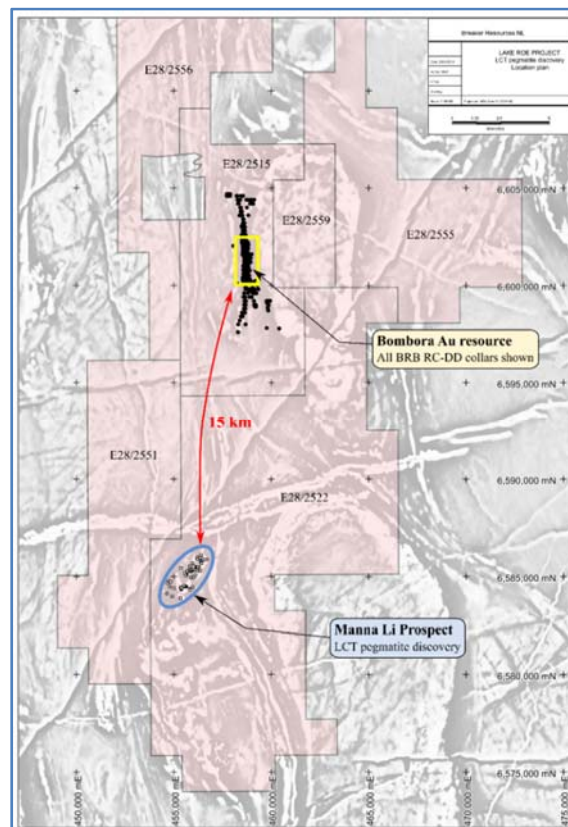 Breaker Resources NL
LAKE ROE PROJECT
LCT pegmatite discovery
Location plan
E28/2556
E28/2515
E28/2559
E28/2555
6,605,000 mN
6,600,000 mN
Bombora Au resource
All BRB RC-DD collars shown
6,595,000 mN
15 km
E28/2551
E28/2522
6,590,000 mN
6,585,000 mN
Manna Li Prospect
LCT pegmatite discovery
6,580,000 mN
6,575,000 mN
450,000 mE
455,000 mE
460,000 mE
465,000 mE
470,000 mE